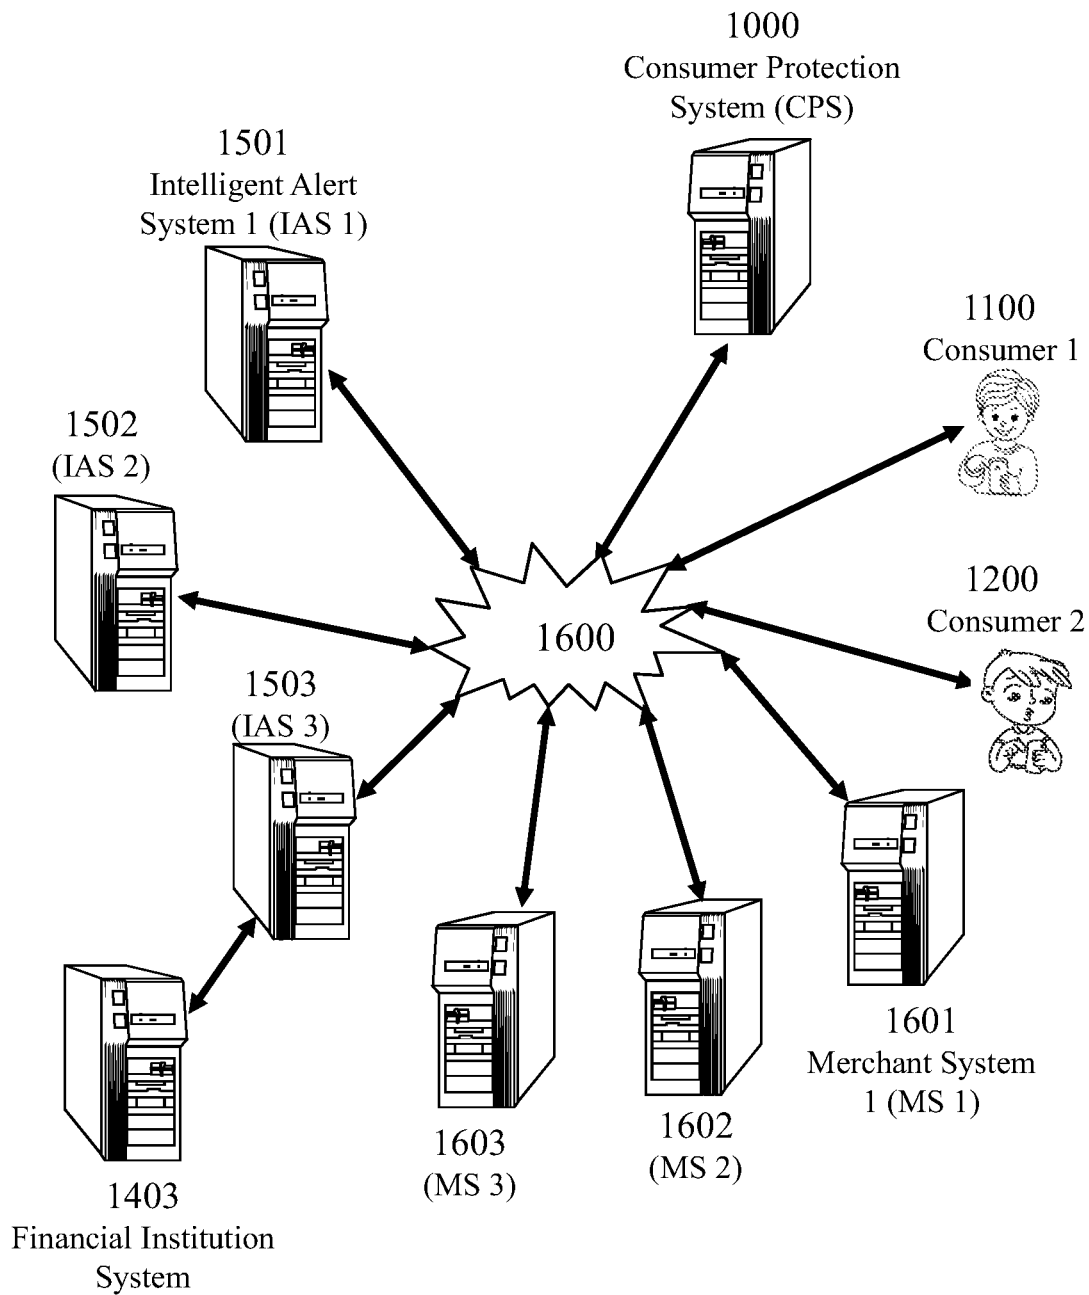 1000
Consumer Protection
System (CPS)
1501
Intelligent Alert
System 1 (IAS 1)
1100
Consumer 1
1502
(IAS 2)
1200
Consumer 2
1600
1503
(IAS 3)
1601
Merchant System
1 (MS 1)
1602
(MS 2)
1603
(MS 3)
1403
Financial Institution
System